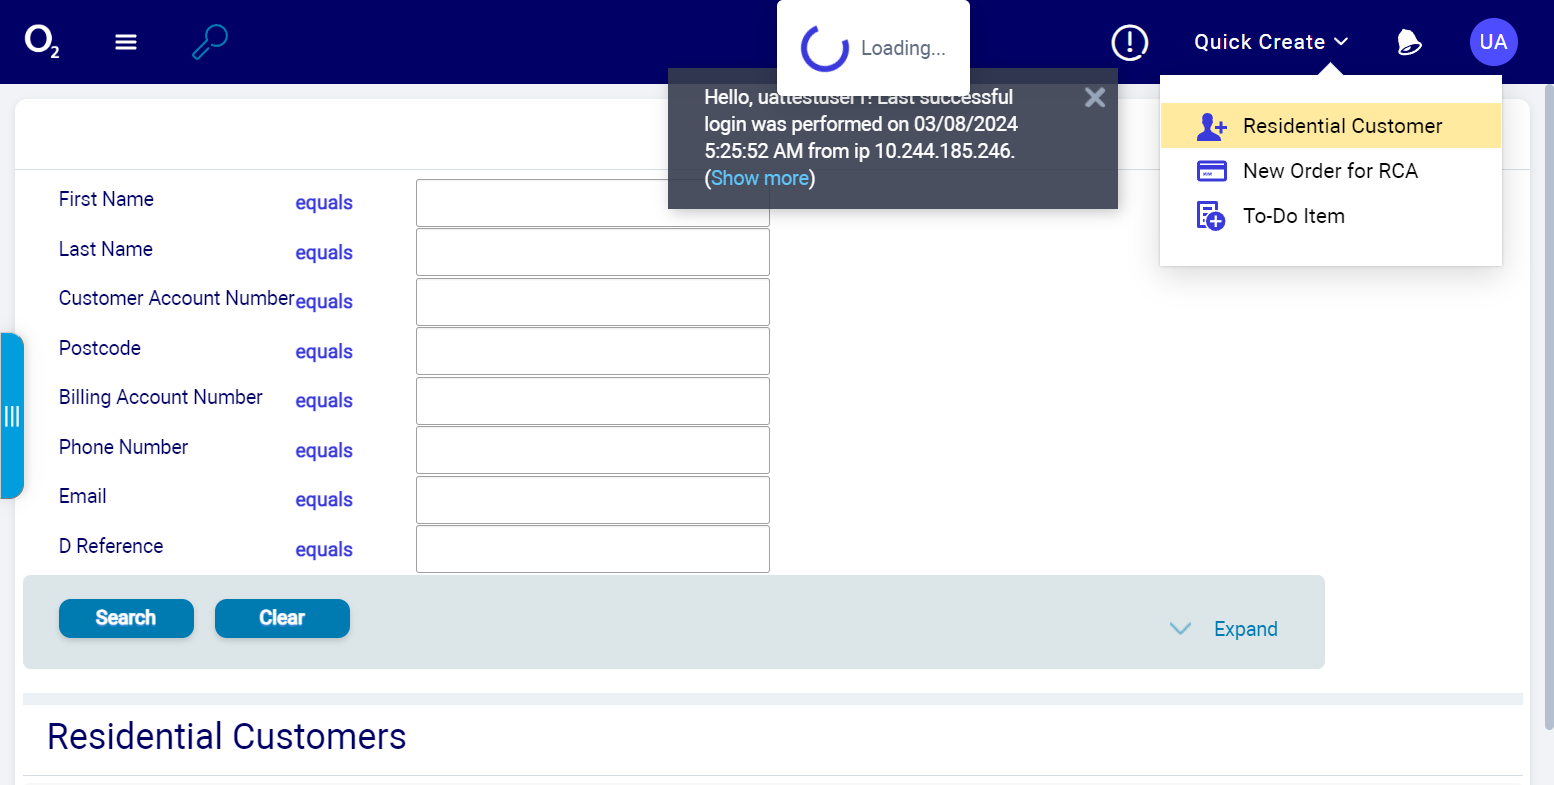 O2
Loading...
Quick Create
UA
Hello, uattestuser1! Last successful
login was performed on 03/08/2024
5:25:52 AM from ip 10.244.185.246.
(Show more)
Residential Customer
New Order for RCA
To-Do Item
First Name equals
Last Name equals
Customer Account Number equals
Postcode equals
Billing Account Number equals
Phone Number equals
Email equals
D Reference equals
Search
Clear
Expand
Residential Customers